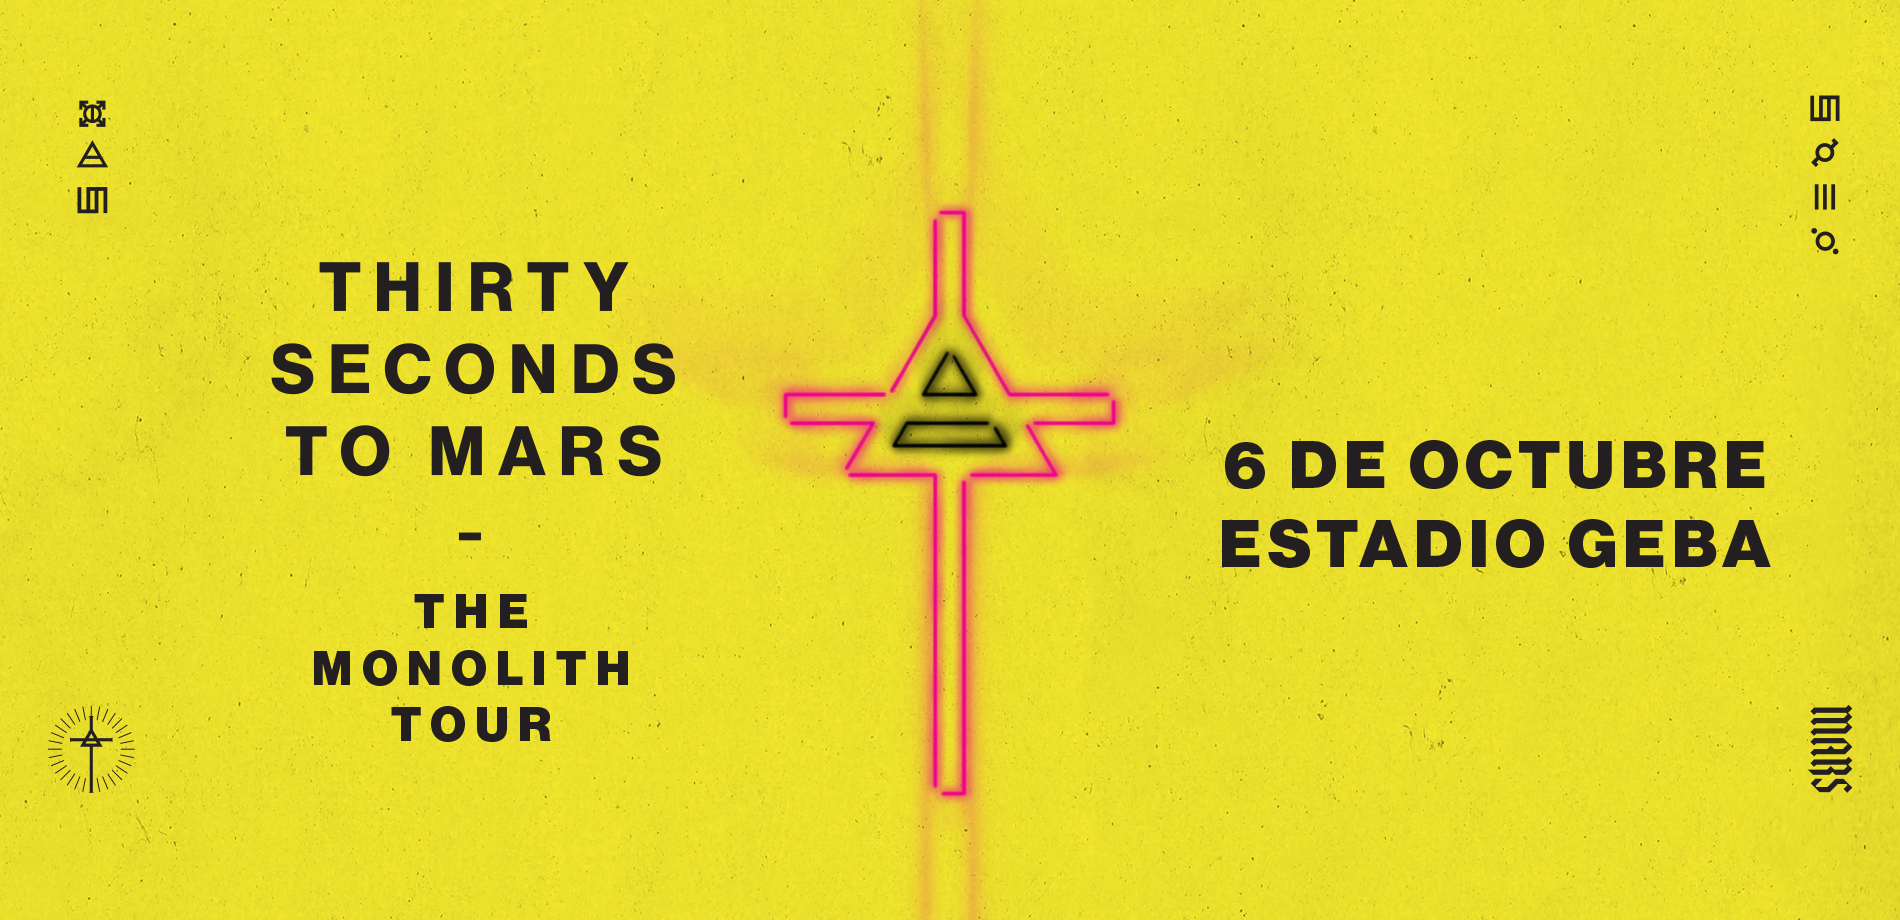 THIRTY
SECONDS
TO MARS
-
THE
MONOLITH
TOUR
6 DE OCTUBRE
ESTADIO GEBA